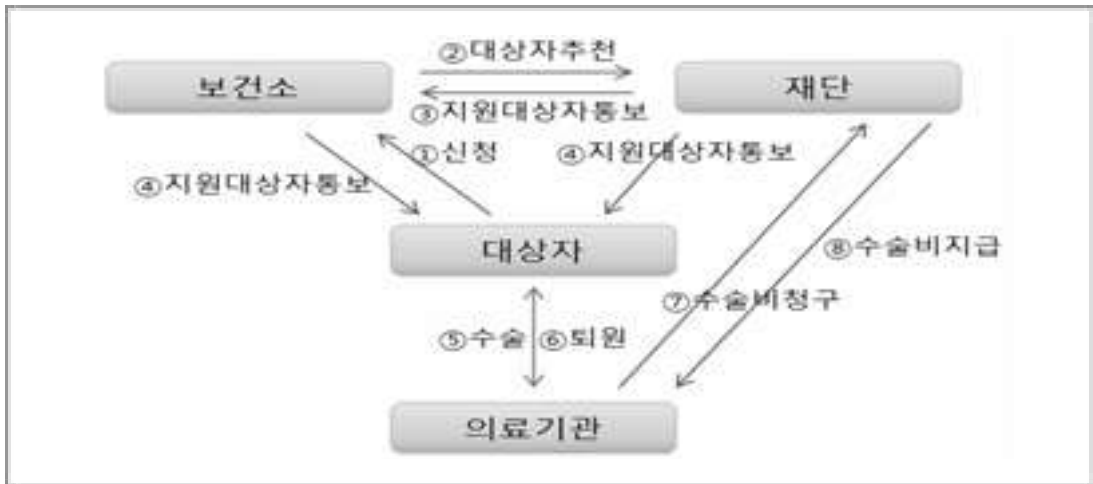 ②대상자추천
보건소
재단
③지원대상자통보
①신청
④지원대상자통보
④지원대상자통보
대상자
⑧수술비지급
⑦수술비청구
⑤수술
⑥퇴원
의료기관